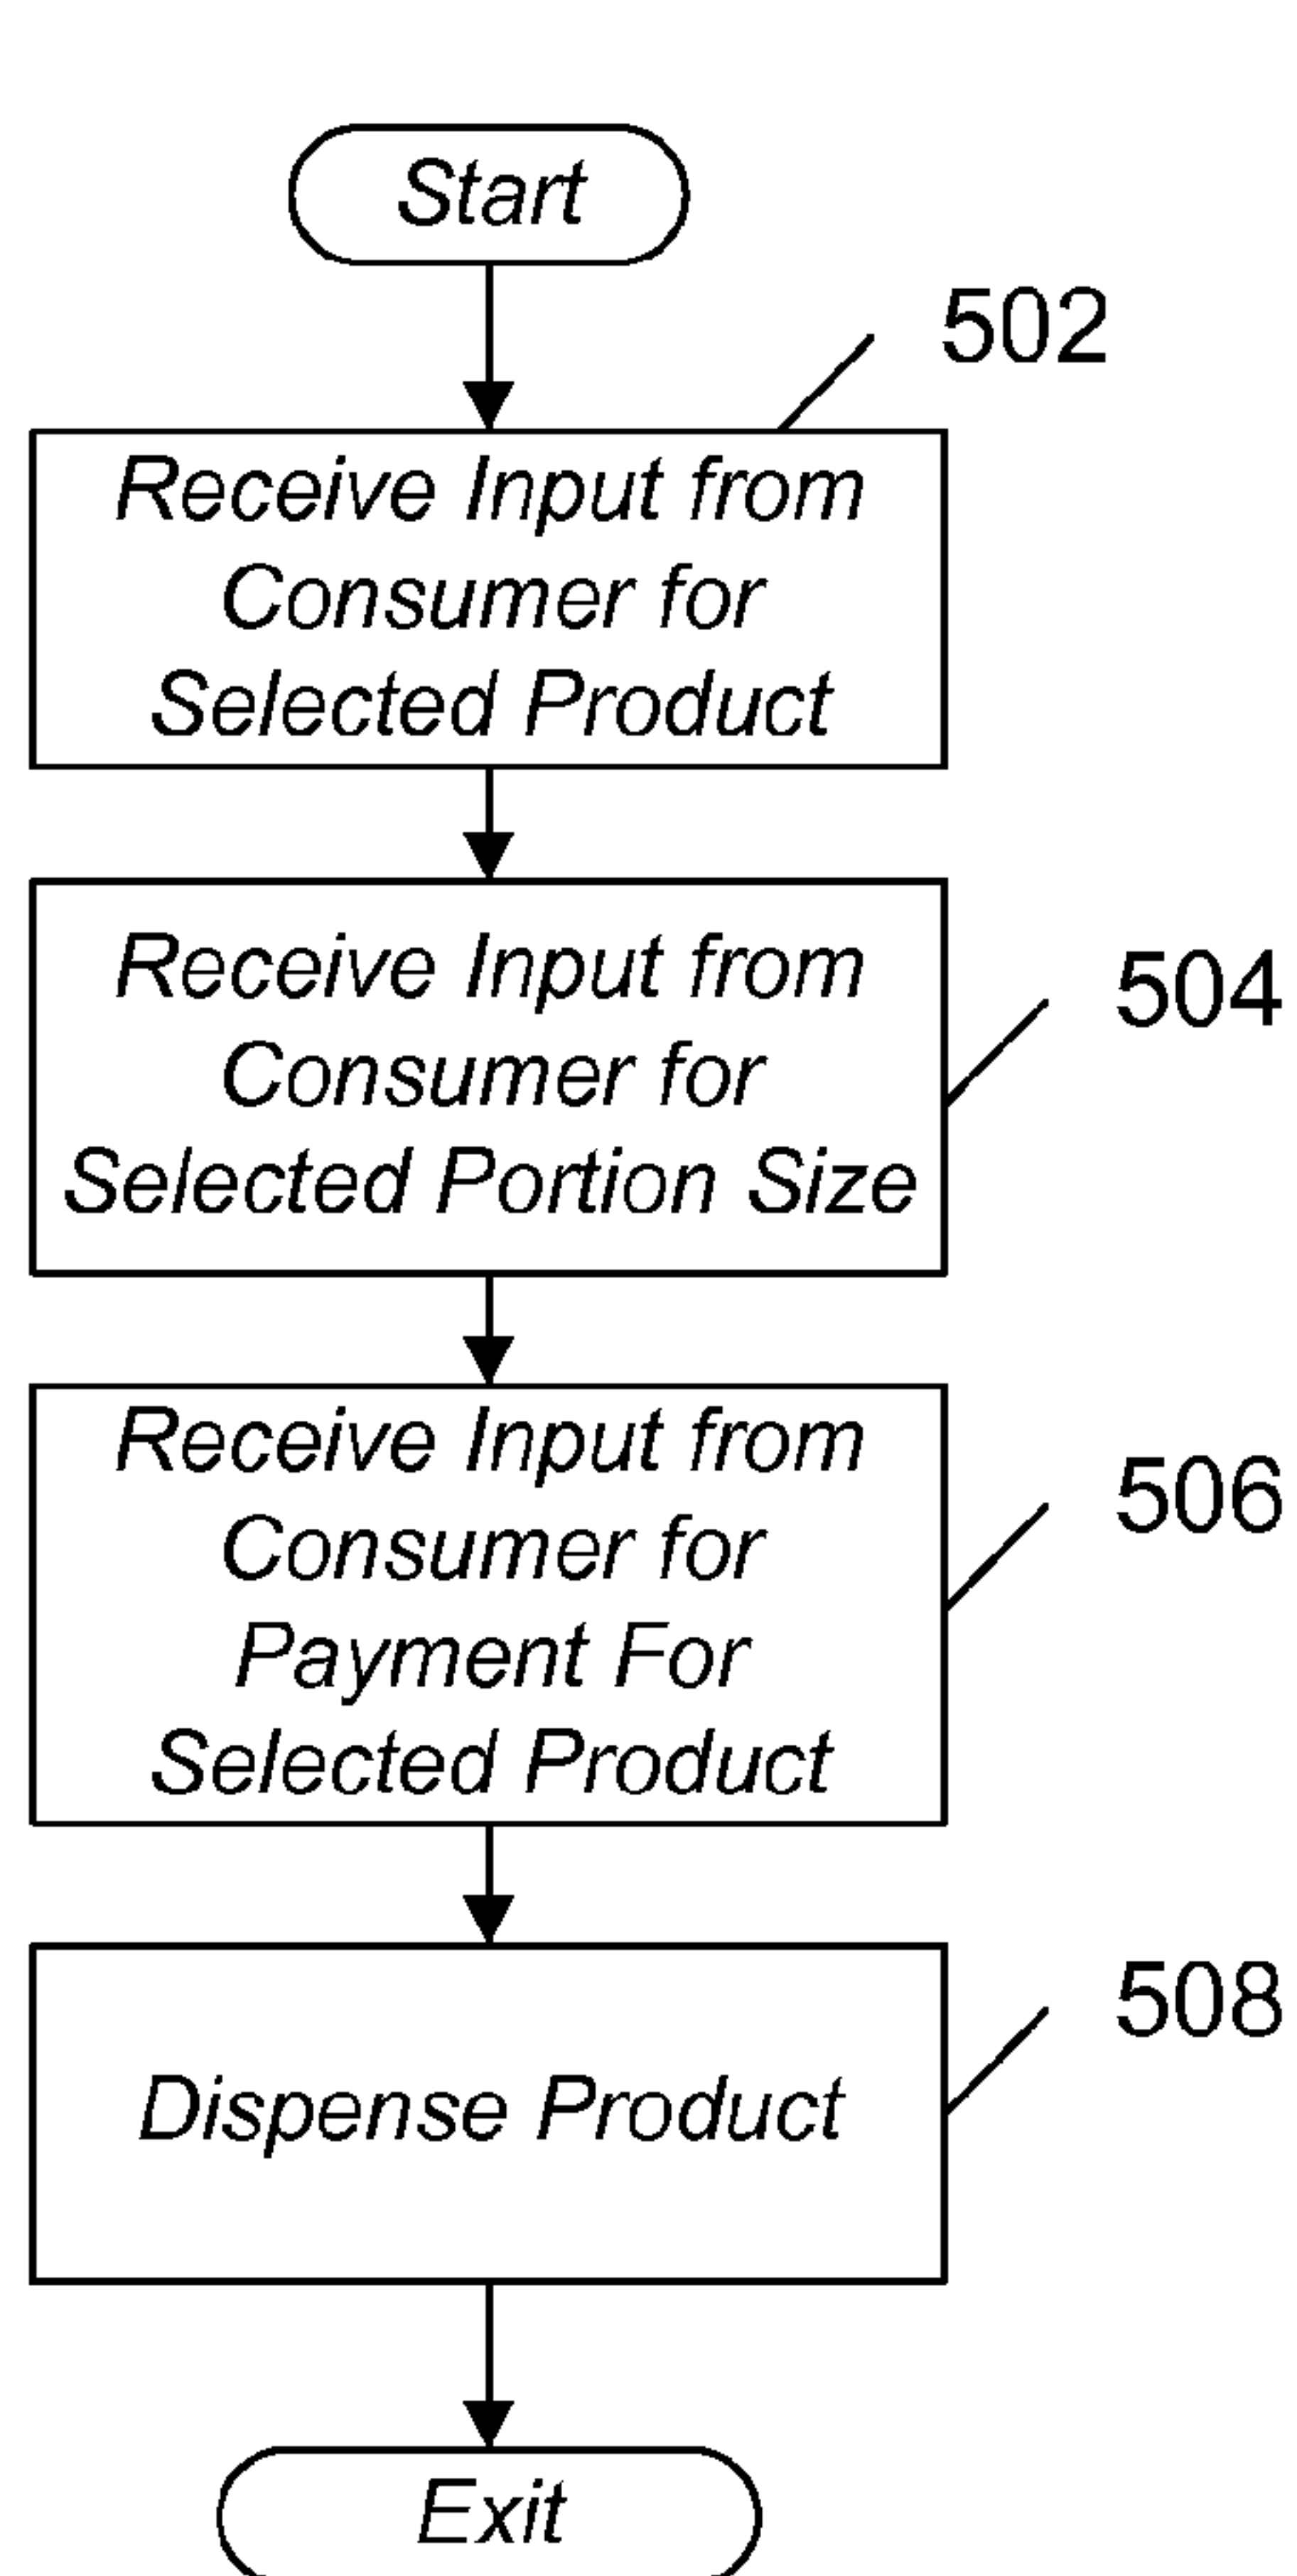 Start
502
Receive Input from
Consumer for
Selected Product
Receive Input from
Consumer for
Selected Portion Size
504
Receive Input from
Consumer for
Payment For
Selected Product
506
Dispense Product
508
Exit